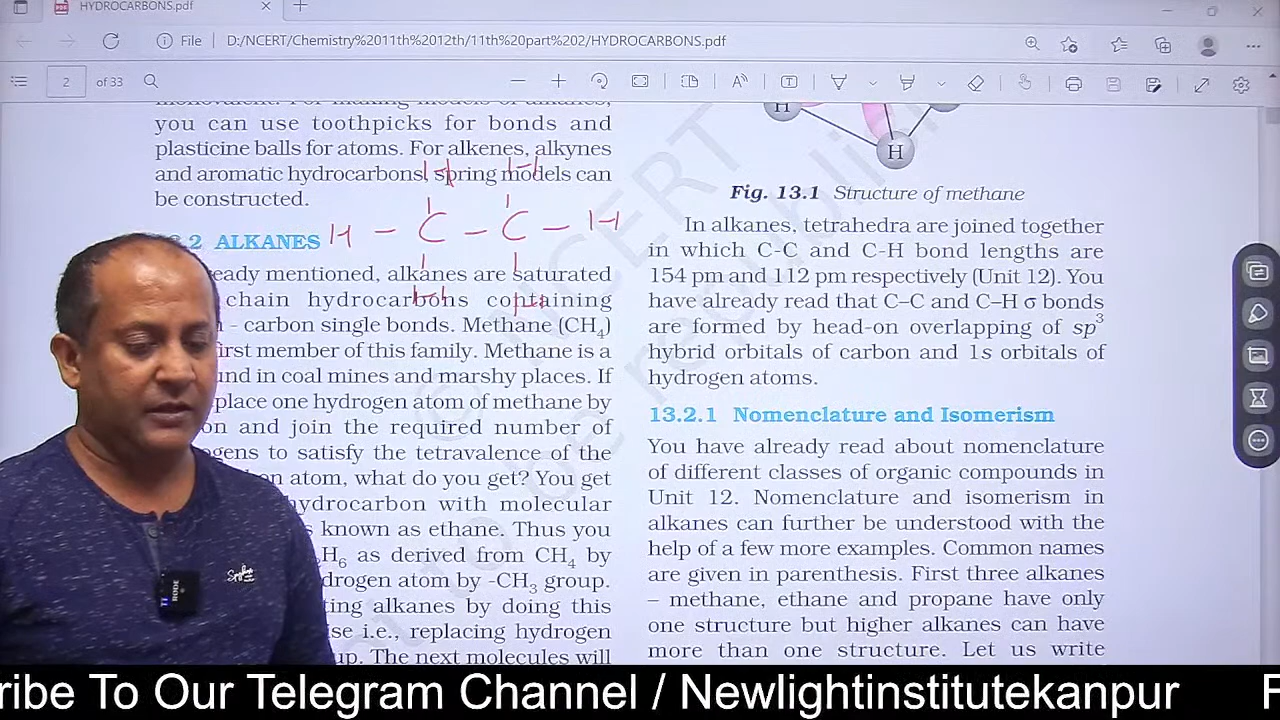 HYDROCARBONS.pdf
File D:/NCERT/Chemistry%2011th%2012th/11th%20part%202/HYDROCARBONS.pdf
2 of 33
you can use toothpicks for bonds and
plasticine balls for atoms. For alkenes, alkynes
and aromatic hydrocarbons, spring models can
be constructed.
H H
H – C – C – H
H H
.2 ALKANES
ready mentioned, alkanes are saturated
chain hydrocarbons containing
- carbon single bonds. Methane (CH4)
first member of this family. Methane is a
und in coal mines and marshy places. If
place one hydrogen atom of methane by
on and join the required number of
ogens to satisfy the tetravalence of the
on atom, what do you get? You get
hydrocarbon with molecular
s known as ethane. Thus you
H6 as derived from CH4 by
drogen atom by -CH3 group.
ting alkanes by doing this
ise i.e., replacing hydrogen
up. The next molecules will
H
H
Fig. 13.1 Structure of methane
In alkanes, tetrahedra are joined together
in which C-C and C-H bond lengths are
154 pm and 112 pm respectively (Unit 12). You
have already read that C–C and C–H σ bonds
are formed by head-on overlapping of sp3
hybrid orbitals of carbon and 1s orbitals of
hydrogen atoms.
13.2.1 Nomenclature and Isomerism
You have already read about nomenclature
of different classes of organic compounds in
Unit 12. Nomenclature and isomerism in
alkanes can further be understood with the
help of a few more examples. Common names
are given in parenthesis. First three alkanes
– methane, ethane and propane have only
one structure but higher alkanes can have
more than one structure. Let us write
© NCERT
RODE
ribe To Our Telegram Channel / Newlightinstitutekanpur F